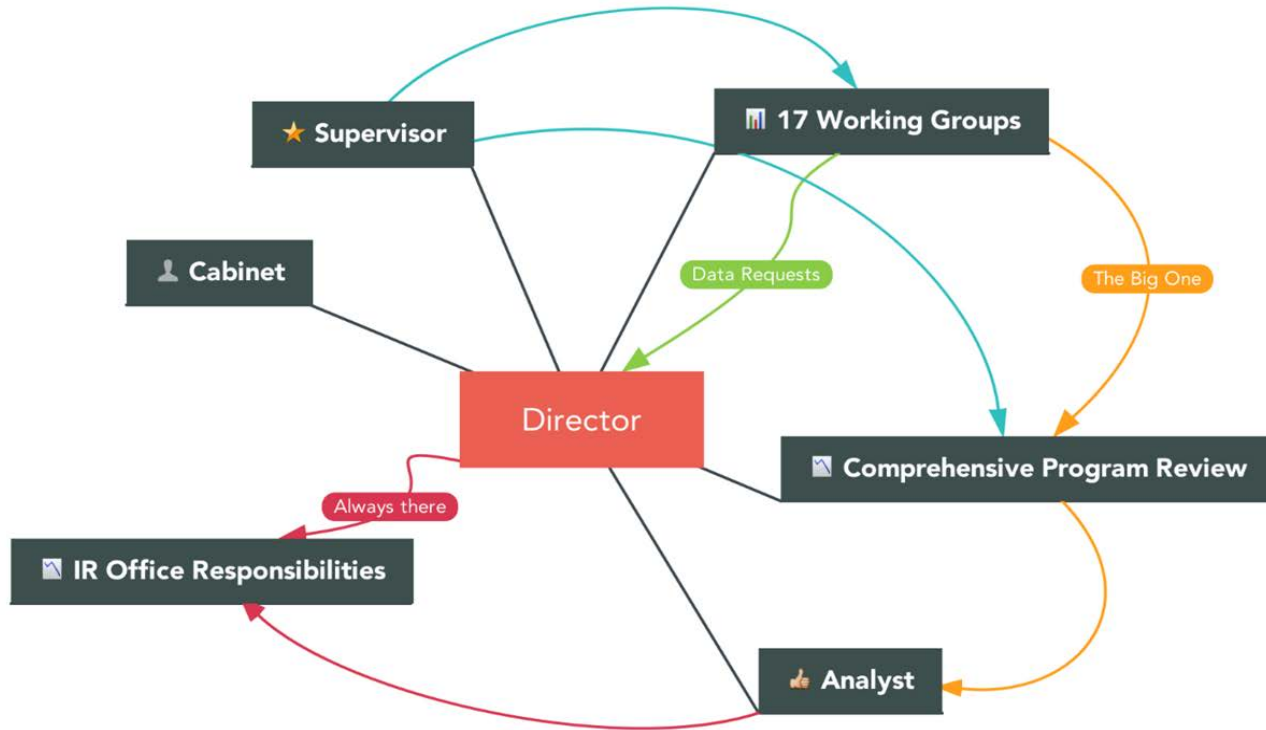 Supervisor
17 Working Groups
Cabinet
Data Requests
The Big One
Director
Comprehensive Program Review
Always there
IR Office Responsibilities
Analyst